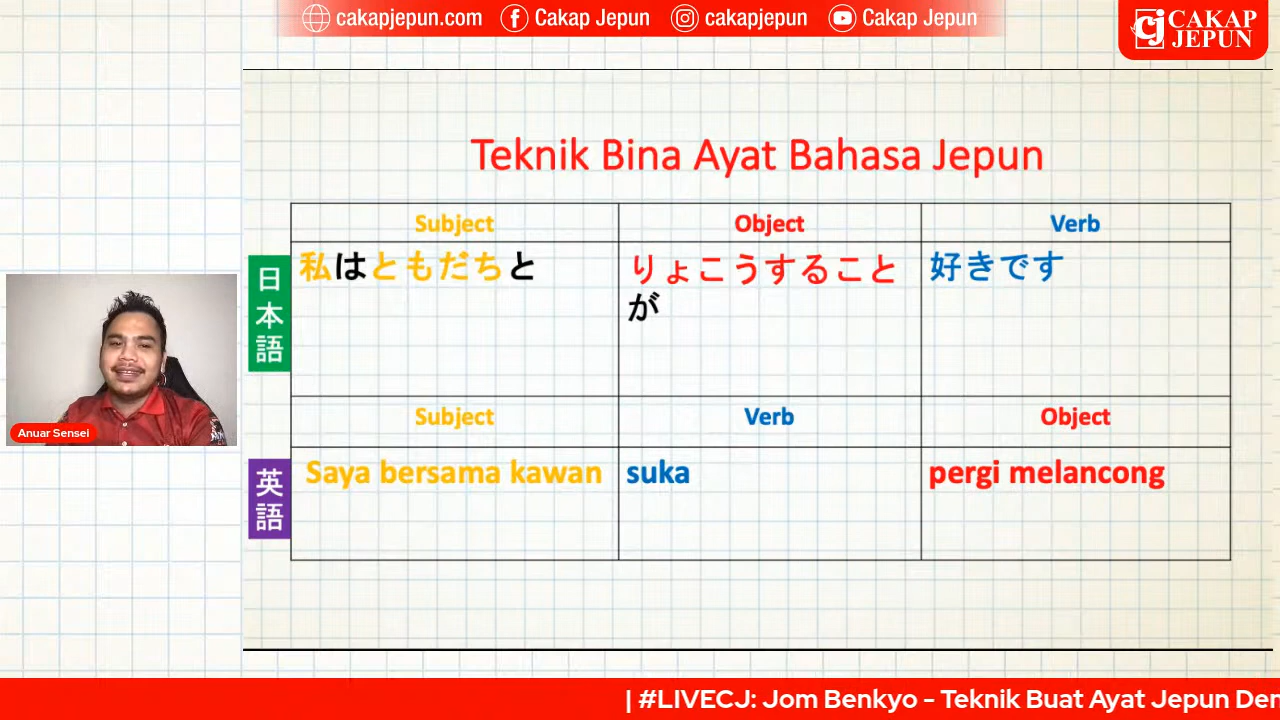 cakapjepun.com Cakap Jepun cakapjepun Cakap Jepun
cj CAKAP
JEPUN
Teknik Bina Ayat Bahasa Jepun
Subject Object Verb
日本語
私はともだちと りょこうすること 好きです
が
Subject Verb Object
英語
Saya bersama kawan suka pergi melancong
Anuar Sensei
| #LIVECJ: Jom Benkyo - Teknik Buat Ayat Jepun Den